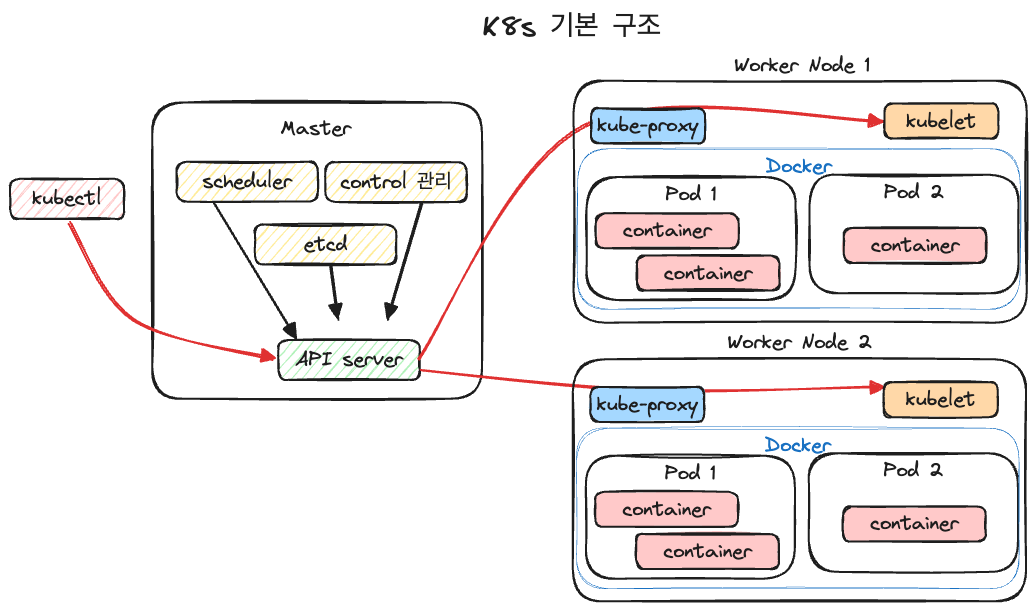 K8s 기본 구조
kubectl
Master
scheduler
control 관리
etcd
API server
Worker Node 1
kube-proxy
kubelet
Docker
Pod 1
container
container
Pod 2
container
Worker Node 2
kube-proxy
kubelet
Docker
Pod 1
container
container
Pod 2
container